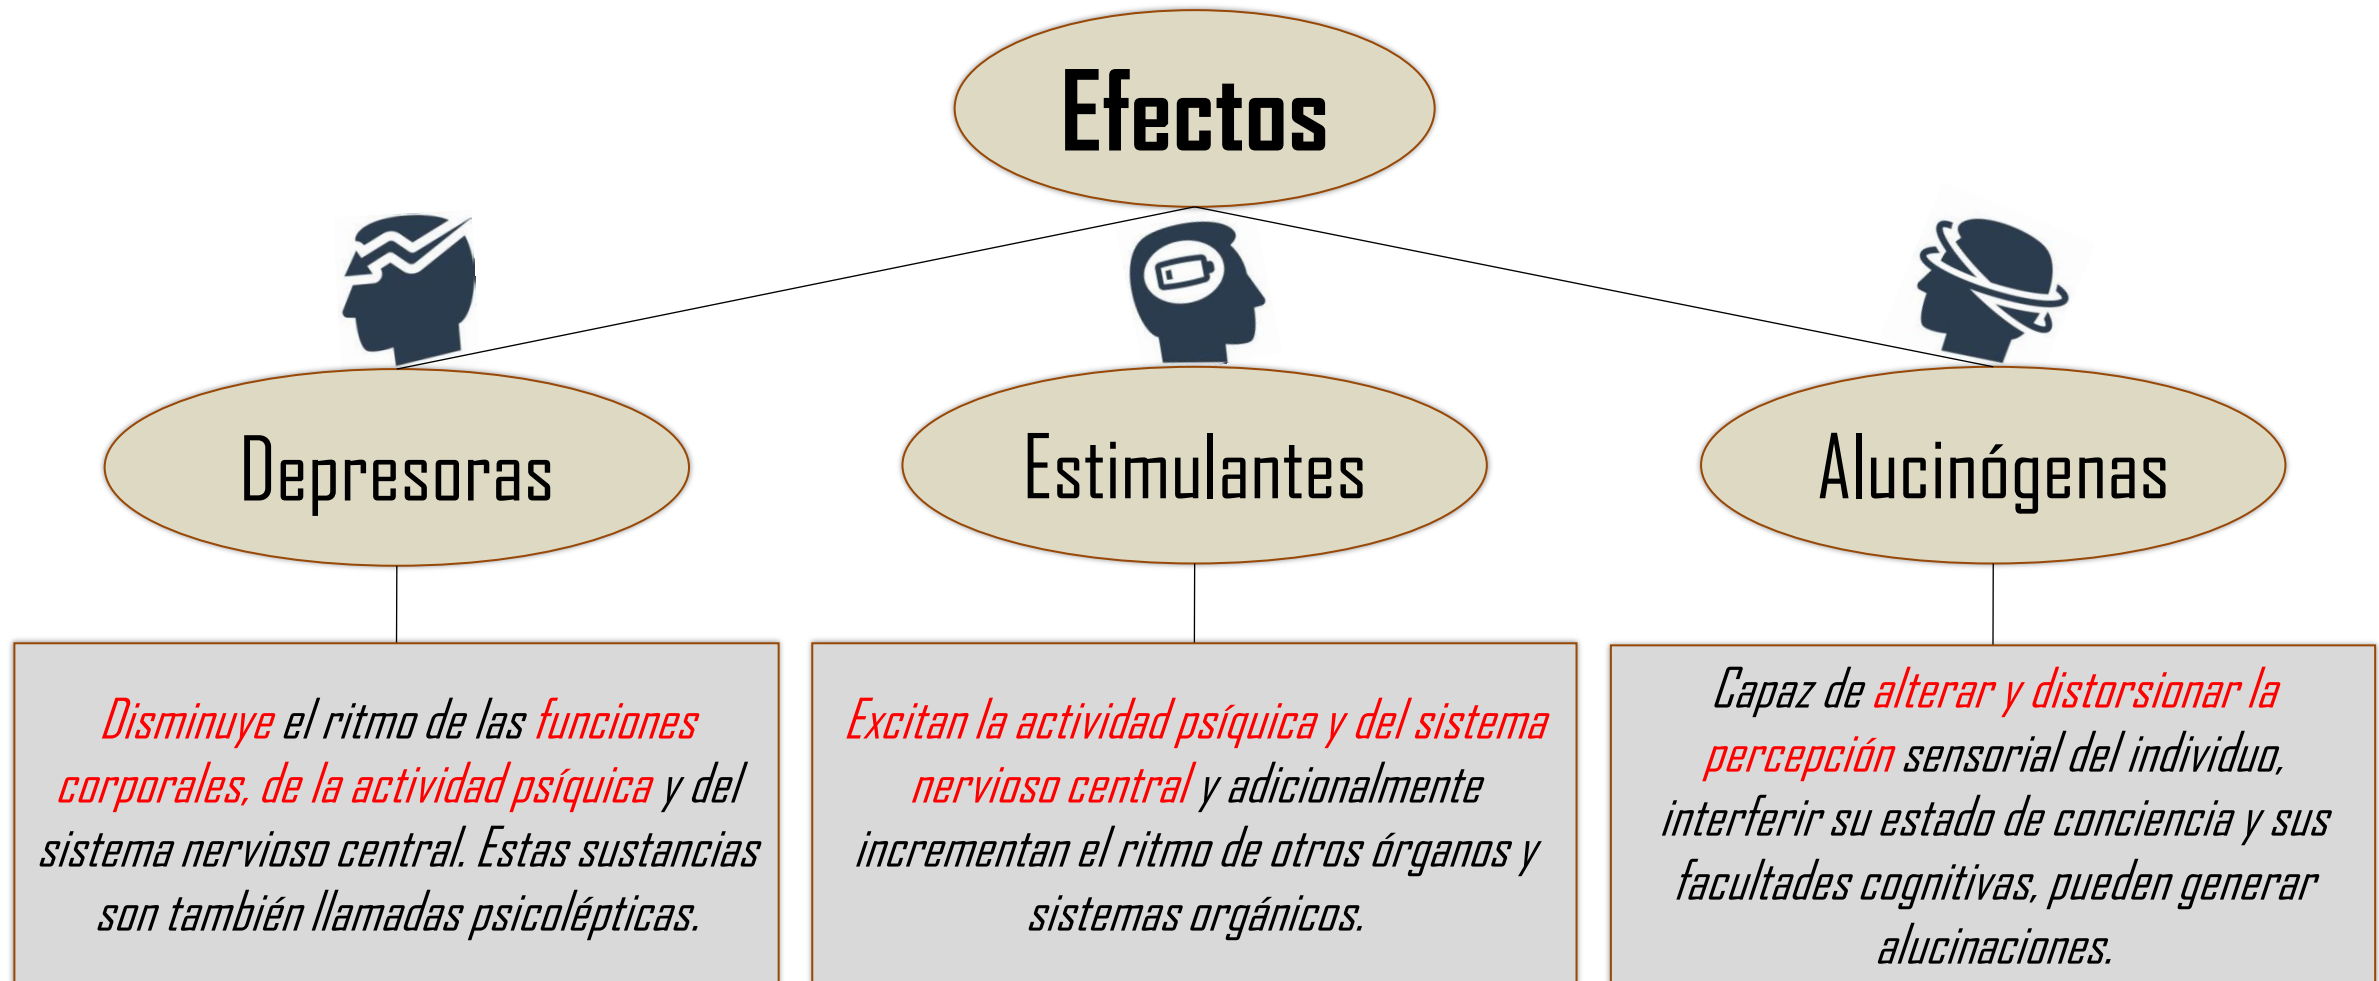 Efectos
Depresoras
Estimulantes
Alucinógenas
Disminuye el ritmo de las funciones
corporales, de la actividad psíquica y del
sistema nervioso central. Estas sustancias
son también llamadas psicolépticas.
Excitan la actividad psíquica y del sistema
nervioso central y adicionalmente
incrementan el ritmo de otros órganos y
sistemas orgánicos.
Capaz de alterar y distorsionar la
percepción sensorial del individuo,
interferir su estado de conciencia y sus
facultades cognitivas, pueden generar
alucinaciones.